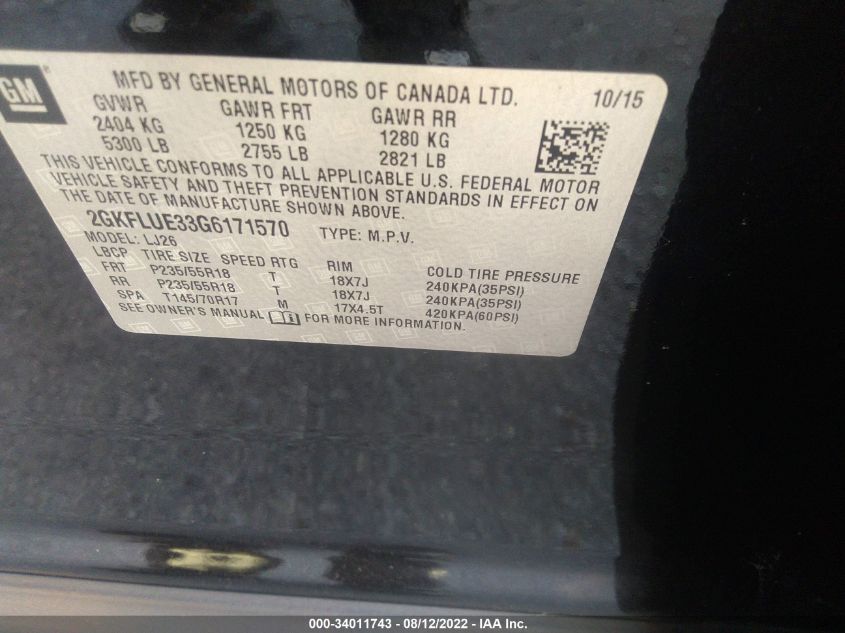 GM
MFD BY GENERAL MOTORS OF CANADA LTD. 10/15
GVWR GAWR FRT GAWR RR
2404 KG 1250 KG 1280 KG
5300 LB 2755 LB 2821 LB
THIS VEHICLE CONFORMS TO ALL APPLICABLE U.S. FEDERAL MOTOR
VEHICLE SAFETY AND THEFT PREVENTION STANDARDS IN EFFECT ON
THE DATE OF MANUFACTURE SHOWN ABOVE.
2GKFLUE33G6171570 TYPE: M.P.V.
MODEL: LJ26
LBCP TIRE SIZE SPEED RTG RIM COLD TIRE PRESSURE
FRT P235/55R18 T 18X7J 240KPA(35PSI)
RR P235/55R18 T 18X7J 240KPA(35PSI)
SPA T145/70R17 M 17X4.5T 420KPA(60PSI)
SEE OWNER'S MANUAL FOR MORE INFORMATION.
000-34011743 - 08/12/2022 - IAA Inc.